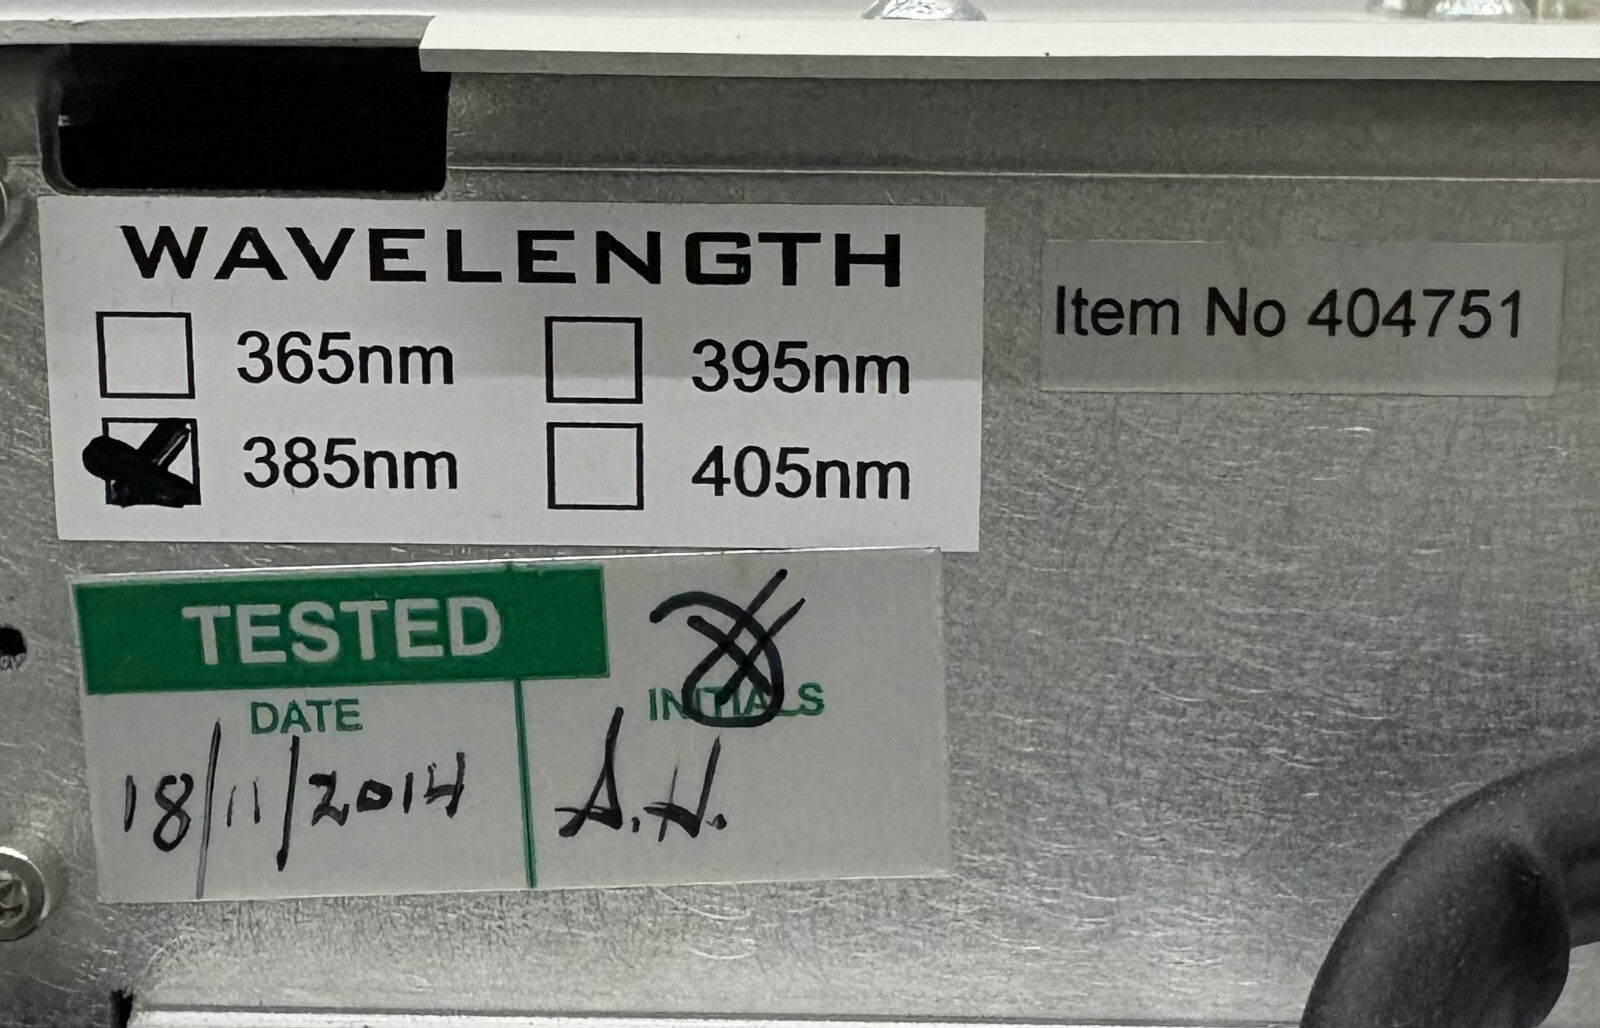 WAVELENGTH
365nm 395nm
385nm 405nm
Item No 404751
TESTED
DATE INITIALS
18/11/2014 A.H.